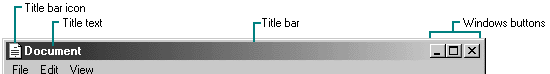 Title bar icon
Title text
Title bar
Windows buttons
Document
File Edit View